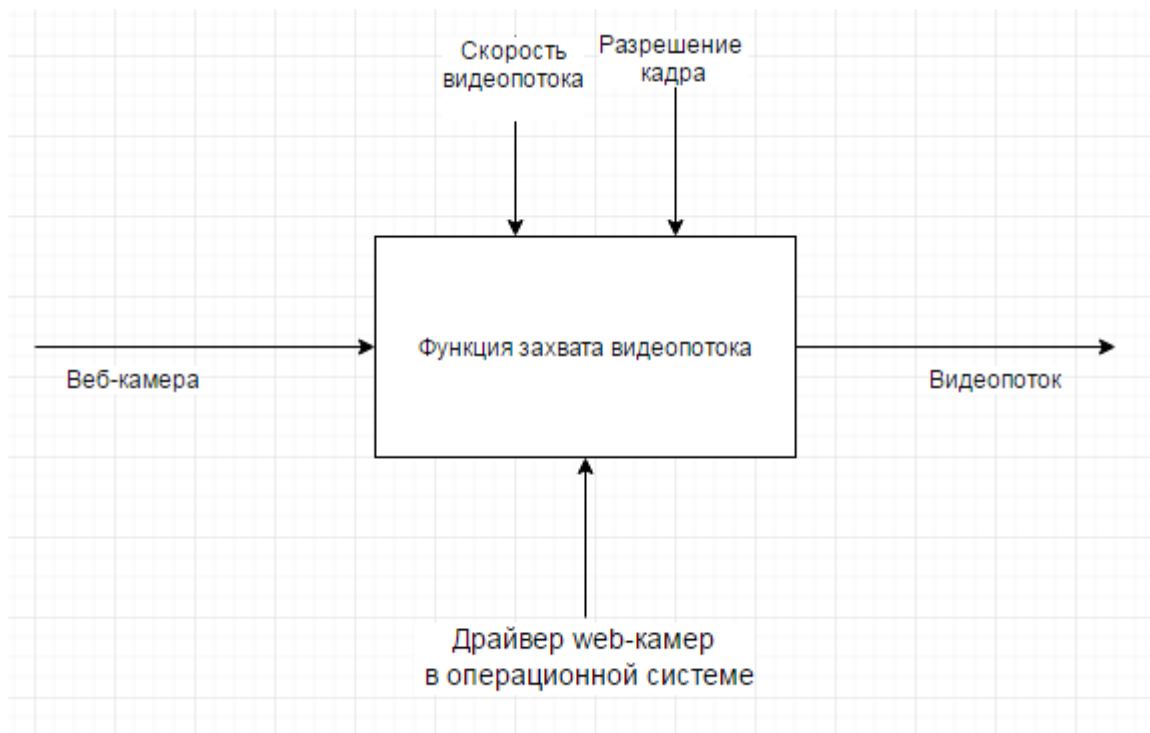 Скорость
видеопотока
Разрешение
кадра
Функция захвата видеопотока
Веб-камера
Видеопоток
Драйвер web-камер
в операционной системе